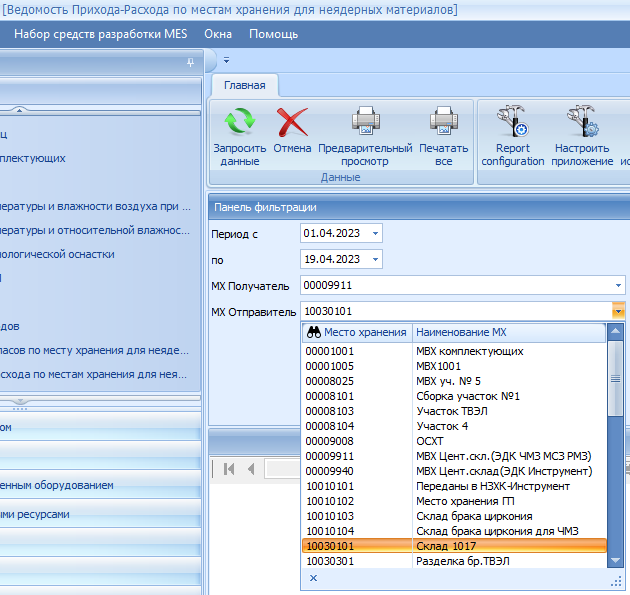 [Ведомость Прихода-Расхода по местам хранения для неядерных материалов]
Набор средств разработки MES Окна Помощь
Главная
Запросить данные
Отмена
Предварительный просмотр
Печатать все
Report configuration
Настроить приложение
Данные
ц
плектующих
ературы и влажности воздуха при ...
ературы и относительной влажнос...
нологической оснастки
дов
асов по месту хранения для неяде...
схода по местам хранения для нея...
ом
енным оборудованием
ыми ресурсами
Панель фильтрации
Период с 01.04.2023
по 19.04.2023
МХ Получатель 00009911
МХ Отправитель 10030101
Место хранения Наименование МХ
00001001 МВХ комплектующих
00001005 МВХ1001
00008025 МВХ уч. № 5
00008101 Сборка участок №1
00008103 Участок ТВЭЛ
00008104 Участок 4
00009008 ОСХТ
00009911 МВХ Цент.скл.(ЭДК ЧМЗ МСЗ РМЗ)
00009940 МВХ Цент.склад(ЭДК Инструмент)
10010101 Переданы в НЗХК-Инструмент
10010102 Место хранения ГП
10010103 Склад брака циркония
10010104 Склад брака циркония для ЧМЗ
10030101 Склад 1017
10030301 Разделка бр.ТВЭЛ